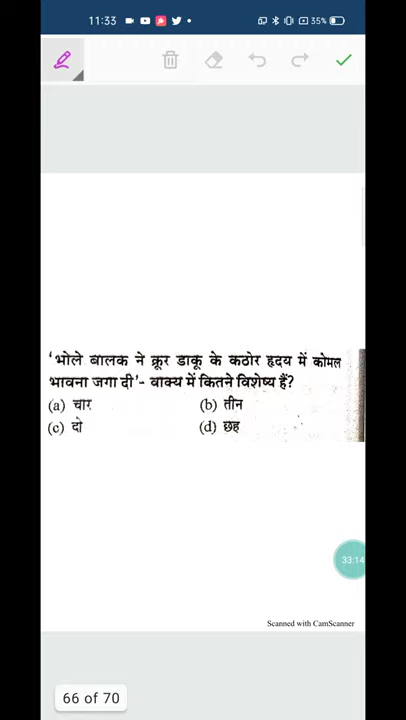 11:33
35%
'भोले बालक ने क्रूर डाकू के कठोर हृदय में कोमल
भावना जगा दी'- वाक्य में कितने विशेष्य हैं?
(a) चार (b) तीन
(c) दो (d) छह
33:14
Scanned with CamScanner
66 of 70